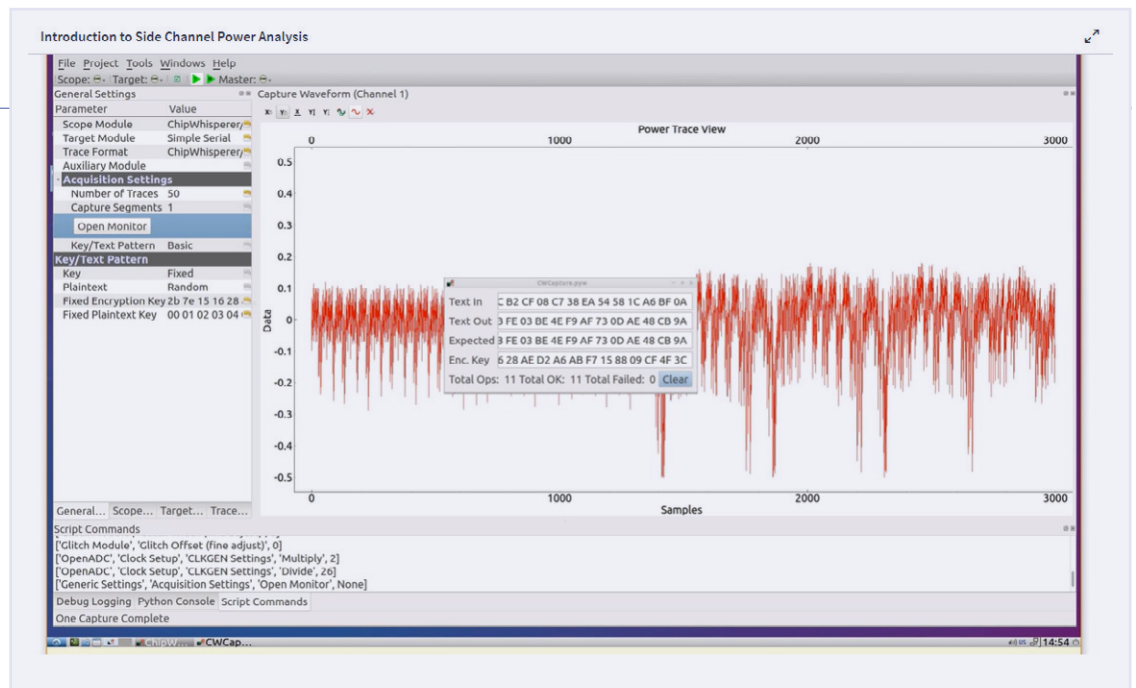 Introduction to Side Channel Power Analysis
File Project Tools Windows Help
Scope: Target: Master:
General Settings
Parameter Value
Scope Module ChipWhisperer/
Target Module Simple Serial
Trace Format ChipWhisperer/
Auxiliary Module
Acquisition Settings
Number of Traces 50
Capture Segments 1
Open Monitor
Key/Text Pattern Basic
Key/Text Pattern
Key Fixed
Plaintext Random
Fixed Encryption Key 2b 7e 15 16 28
Fixed Plaintext Key 00 01 02 03 04
General... Scope... Target... Trace...
Capture Waveform (Channel 1)
Power Trace View
0 1000 2000 3000
0.5
0.4
0.3
0.2
0.1
0
-0.1
-0.2
-0.3
-0.4
-0.5
Data
0 1000 2000 3000
Samples
CWCapture.pyw
Text In C B2 CF 08 C7 38 EA 54 58 1C A6 BF 0A
Text Out 3 FE 03 BE 4E F9 AF 73 0D AE 48 CB 9A
Expected 3 FE 03 BE 4E F9 AF 73 0D AE 48 CB 9A
Enc. Key 6 28 AE D2 A6 AB F7 15 88 09 CF 4F 3C
Total Ops: 11 Total OK: 11 Total Failed: 0 Clear
Script Commands
['Glitch Module', 'Glitch Offset (fine adjust)', 0]
['OpenADC', 'Clock Setup', 'CLKGEN Settings', 'Multiply', 2]
['OpenADC', 'Clock Setup', 'CLKGEN Settings', 'Divide', 26]
['Generic Settings', 'Acquisition Settings', 'Open Monitor', None]
Debug Logging Python Console Script Commands
One Capture Complete
CWCap... 14:54